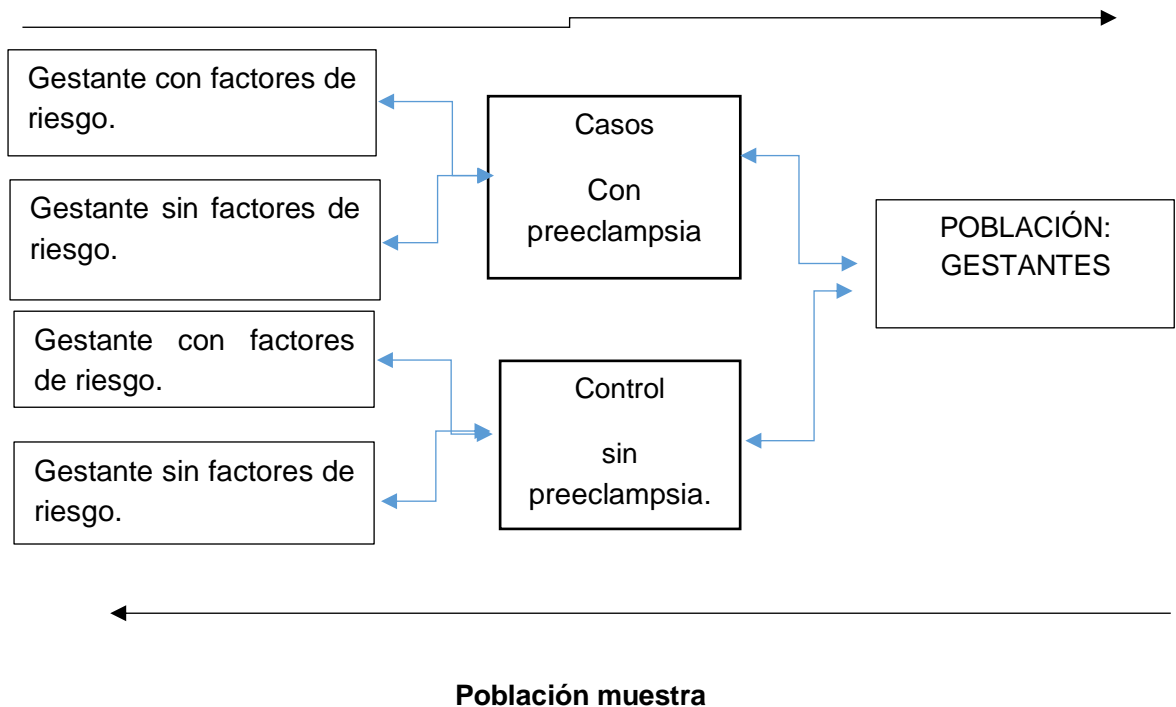 Gestante con factores de
riesgo.
Gestante sin factores de
riesgo.
Gestante con factores
de riesgo.
Gestante sin factores de
riesgo.
Casos
Con
preeclampsia
Control
sin
preeclampsia.
POBLACIÓN:
GESTANTES
Población muestra